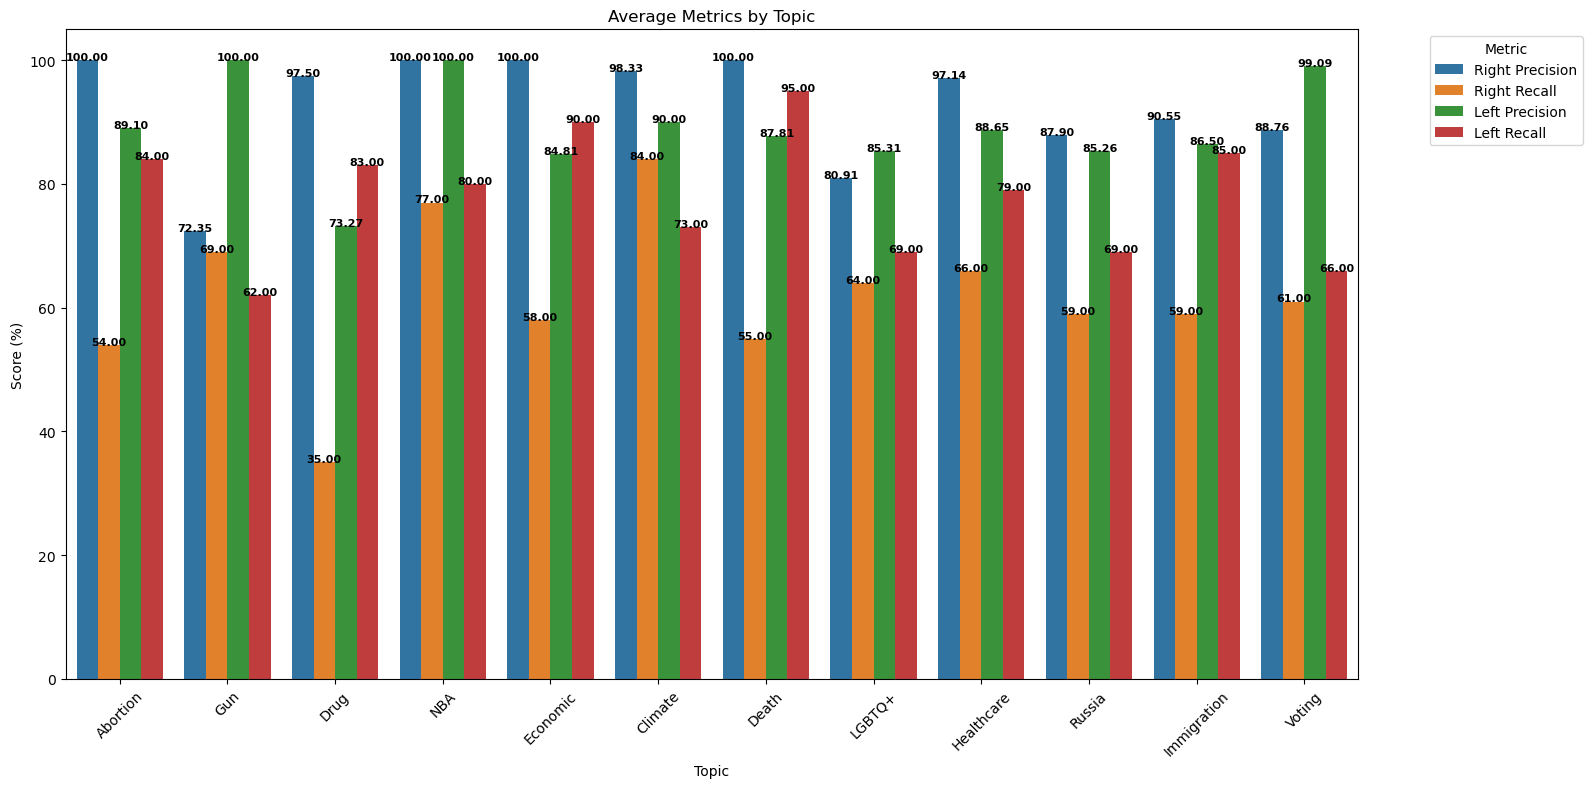 Average Metrics by Topic
Score (%)
100
80
60
40
20
0
100.00 54.00 89.10 84.00
72.35 69.00 100.00 62.00
97.50 35.00 73.27 83.00
100.00 77.00 100.00 80.00
100.00 58.00 84.81 90.00
98.33 84.00 90.00 73.00
100.00 55.00 87.81 95.00
80.91 64.00 85.31 69.00
97.14 66.00 88.65 79.00
87.90 59.00 85.26 69.00
90.55 59.00 86.50 85.00
88.76 61.00 99.09 66.00
Abortion
Gun
Drug
NBA
Economic
Climate
Death
LGBTQ+
Healthcare
Russia
Immigration
Voting
Topic
Metric
Right Precision
Right Recall
Left Precision
Left Recall